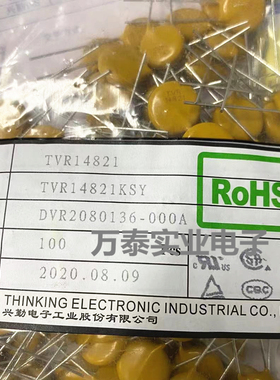 TVR14821
TVR14821KSY
RoHS
DVR2080136-000A
100 PCS
万泰实业电子
2020.08.09
THINKING ELECTRONIC INDUSTRIAL CO.,
兴勤电子工业股份有限公司